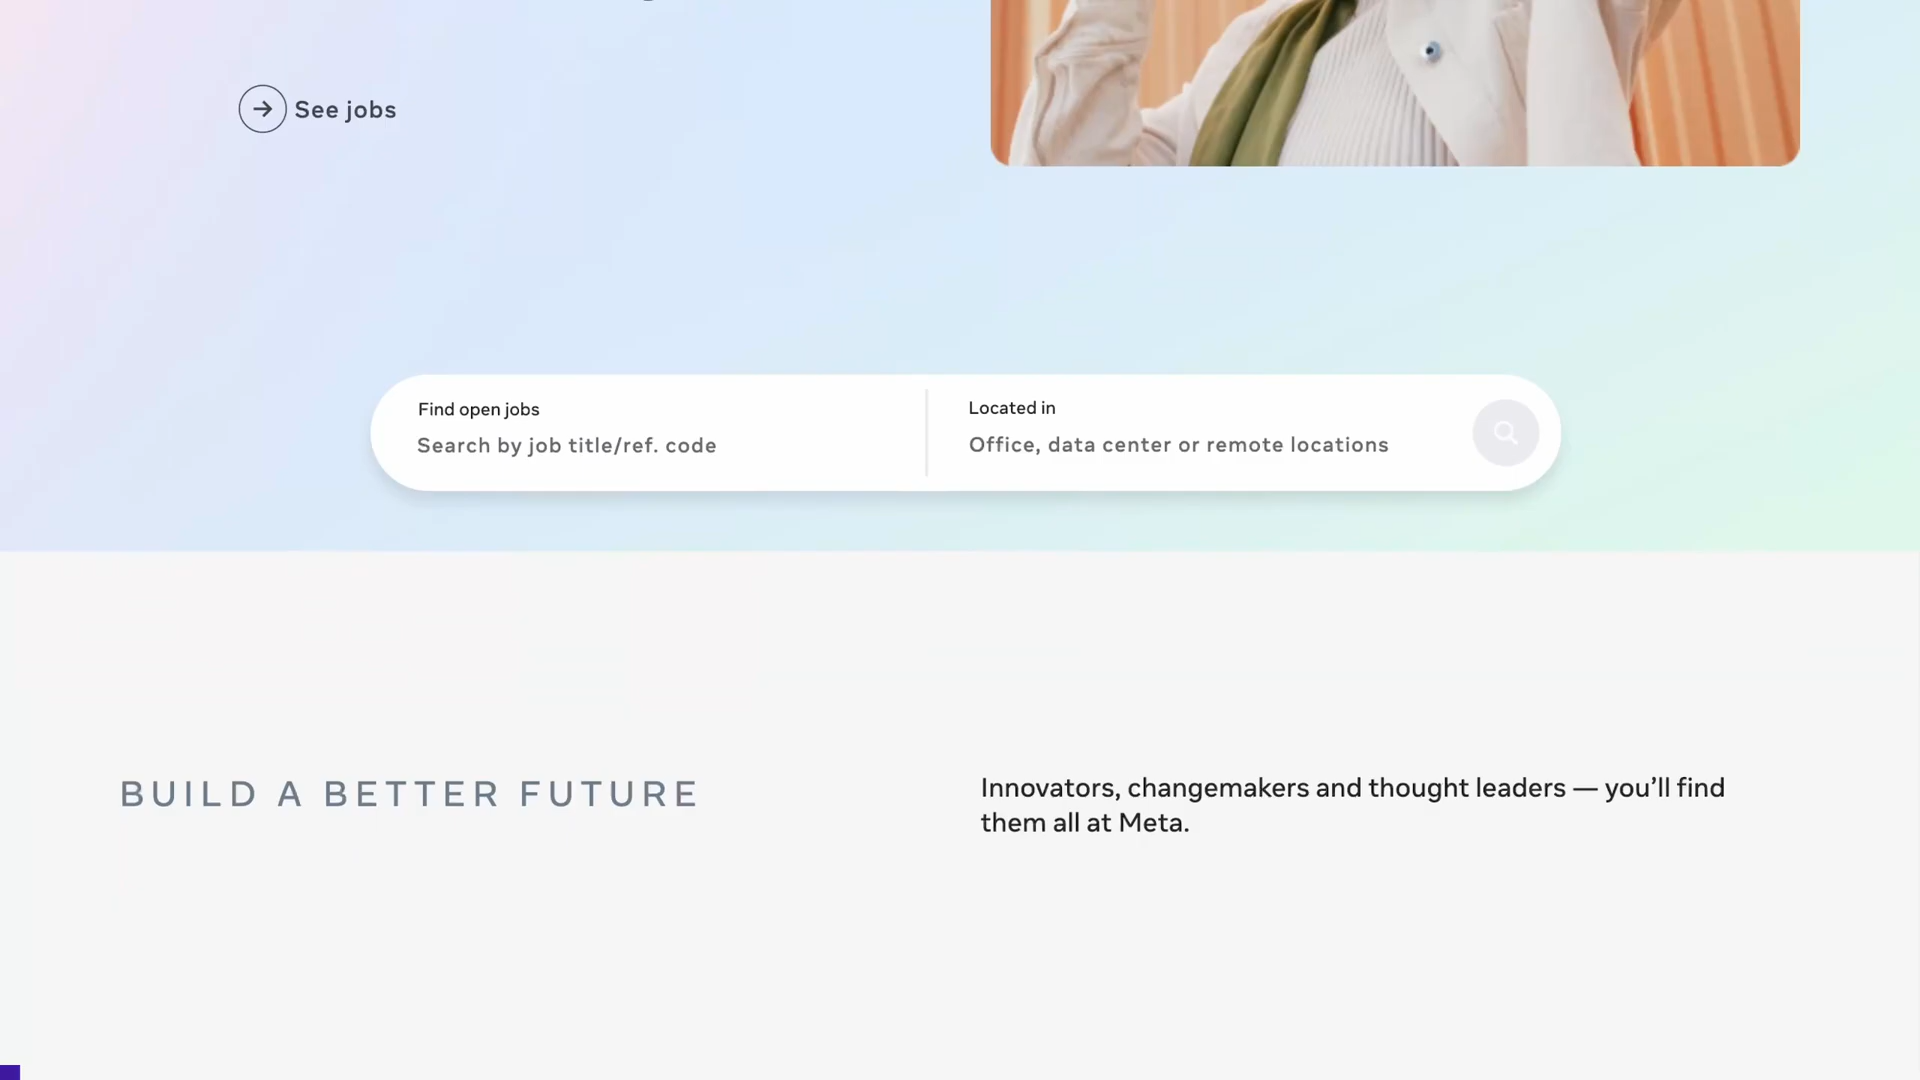 See jobs
Find open jobs
Search by job title/ref. code
Located in
Office, data center or remote locations
BUILD A BETTER FUTURE
Innovators, changemakers and thought leaders — you’ll find
them all at Meta.